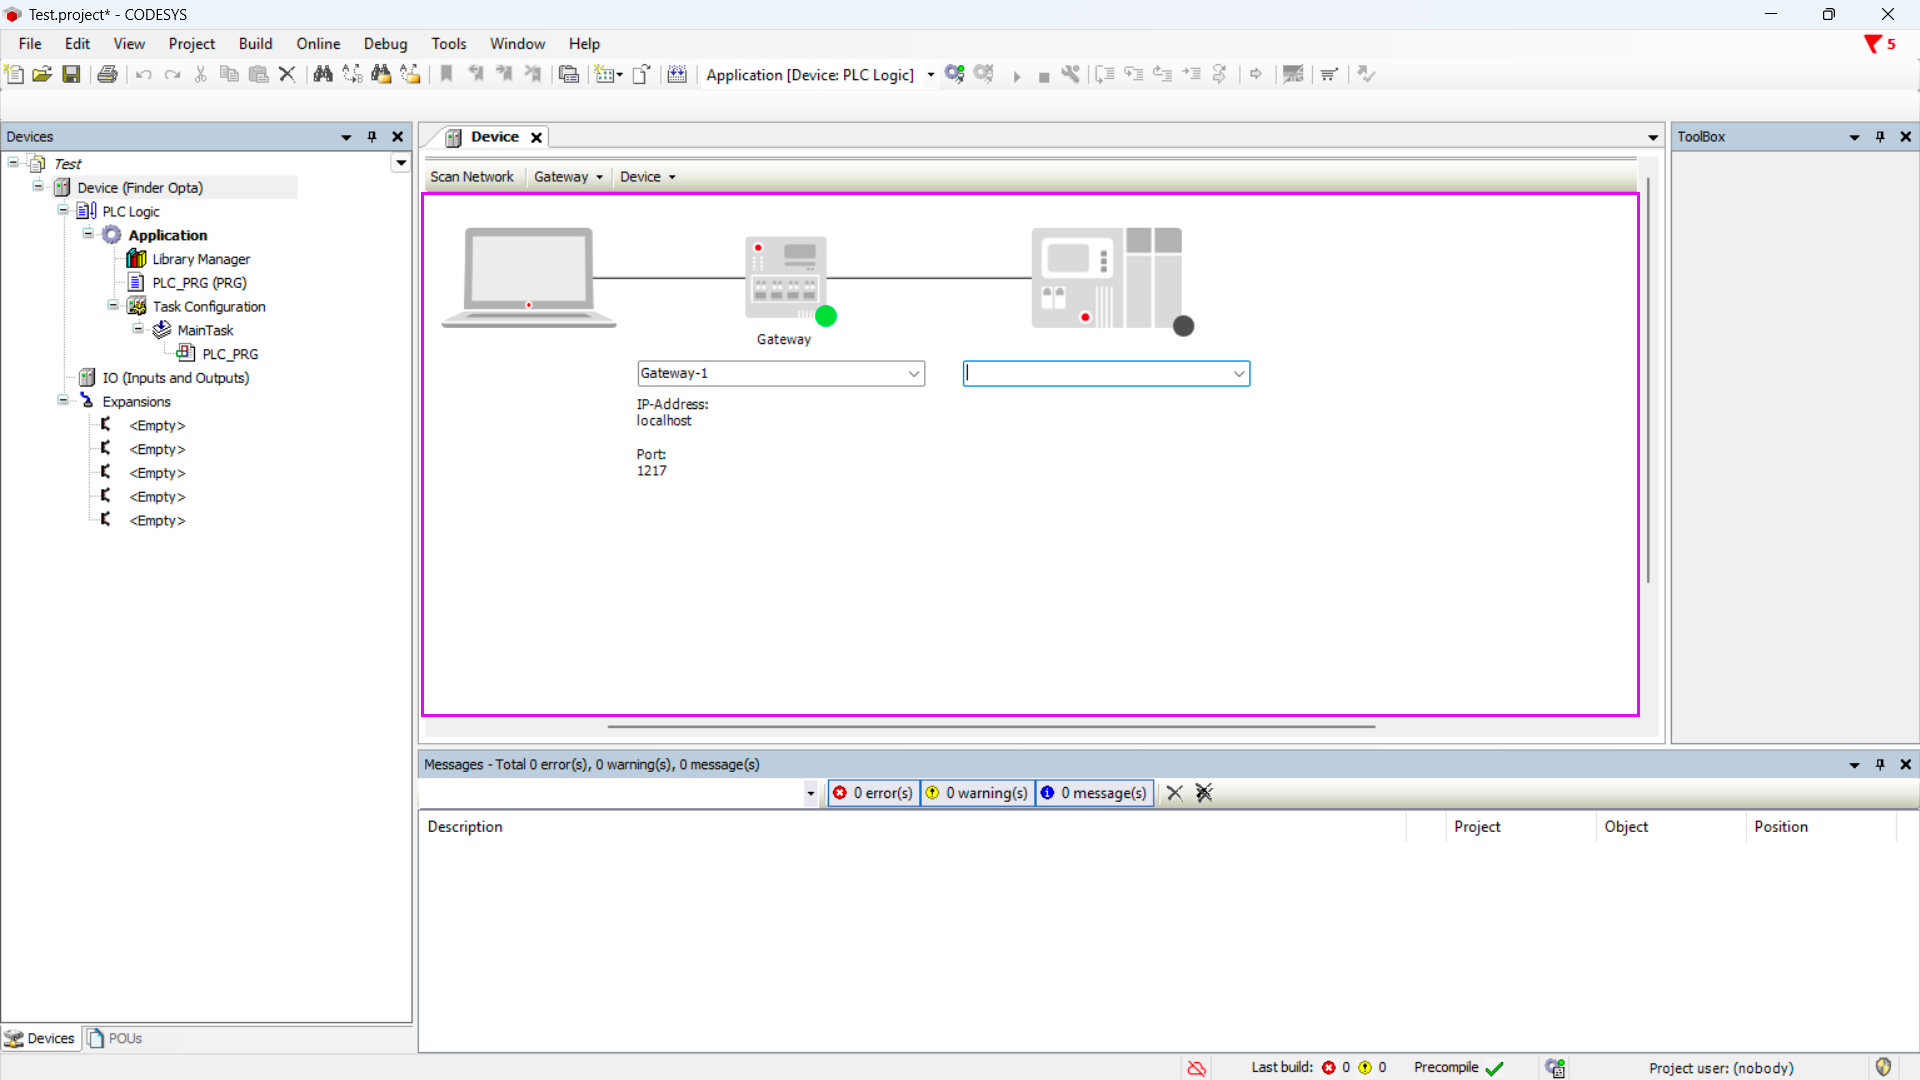 Test.project* - CODESYS
File Edit View Project Build Online Debug Tools Window Help
5
Application [Device: PLC Logic]
Devices
Test
Device (Finder Opta)
PLC Logic
Application
Library Manager
PLC_PRG (PRG)
Task Configuration
MainTask
PLC_PRG
IO (Inputs and Outputs)
Expansions
<Empty>
<Empty>
<Empty>
<Empty>
<Empty>
Devices POUs
Device
Scan Network Gateway Device
Gateway
Gateway-1
IP-Address:
localhost
Port:
1217
ToolBox
Messages - Total 0 error(s), 0 warning(s), 0 message(s)
0 error(s) 0 warning(s) 0 message(s)
Description Project Object Position
Last build: 0 0 Precompile Project user: (nobody)